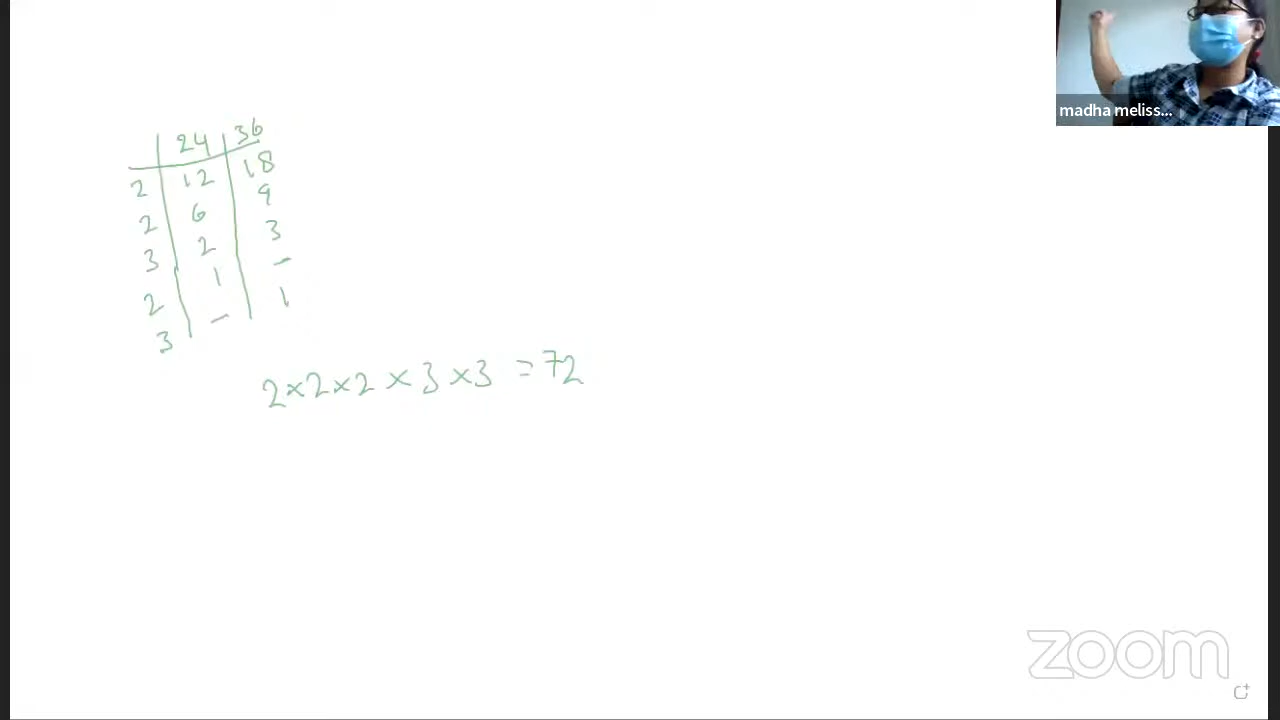 madha meliss...
24 36
2 12 18
2 6 9
3 2 3
2 1 -
3 - 1
2×2×2×3×3 = 72
zoom